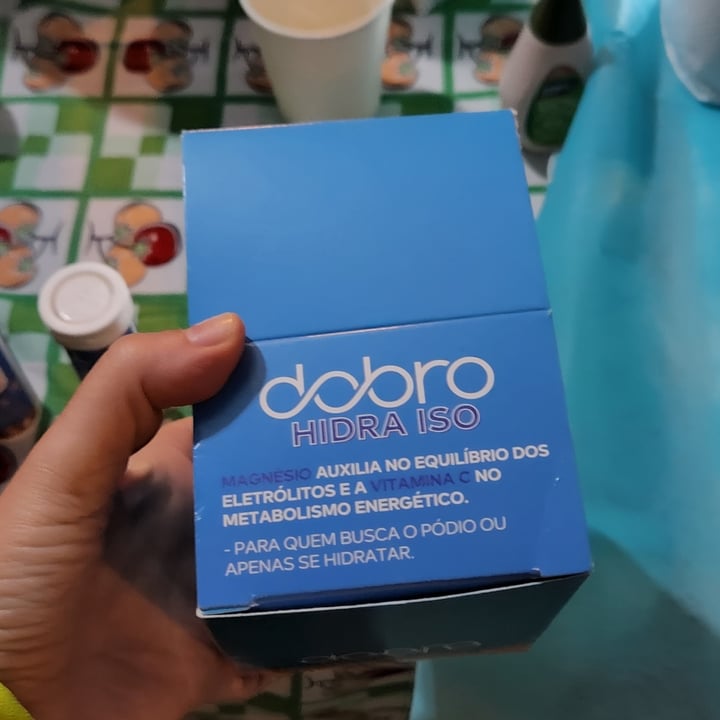 dobro
HIDRA ISO
MAGNÉSIO AUXILIA NO EQUILÍBRIO DOS
ELETRÓLITOS E A VITAMINA C NO
METABOLISMO ENERGÉTICO.
- PARA QUEM BUSCA O PÓDIO OU
APENAS SE HIDRATAR.